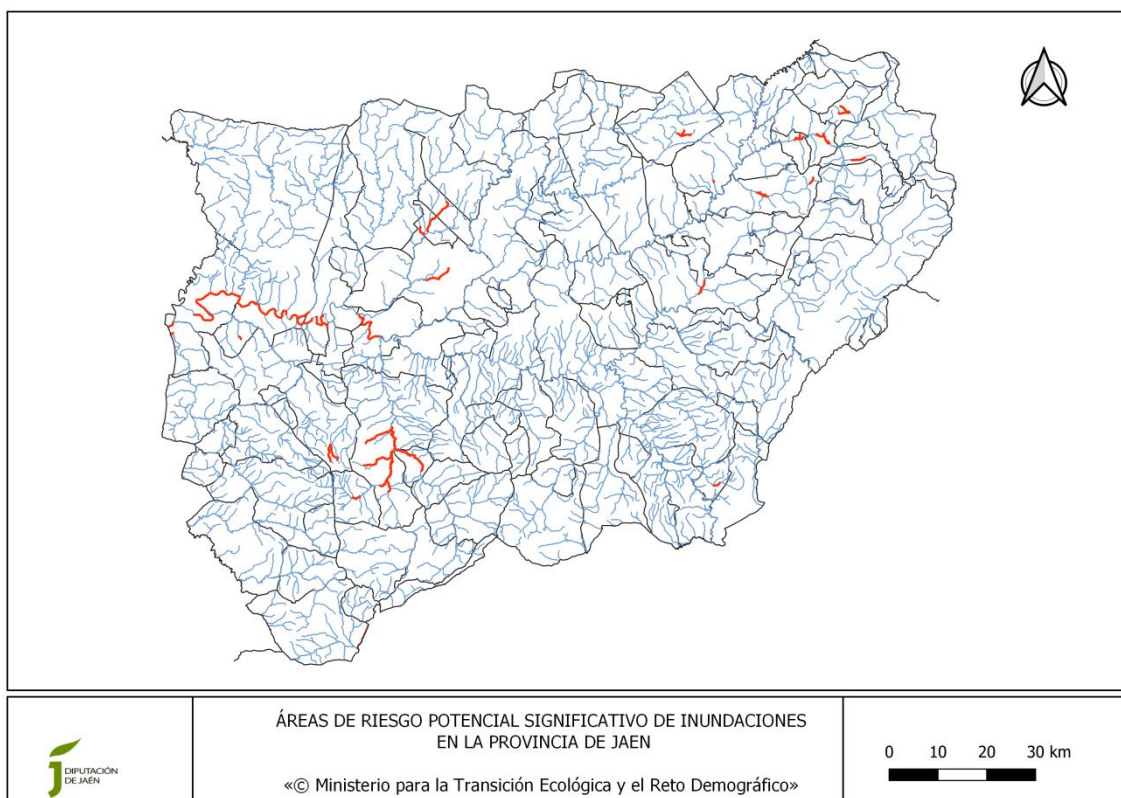 ÁREAS DE RIESGO POTENCIAL SIGNIFICATIVO DE INUNDACIONES
EN LA PROVINCIA DE JAEN
«© Ministerio para la Transición Ecológica y el Reto Demográfico»
DIPUTACIÓN
DE JAÉN
0 10 20 30 km